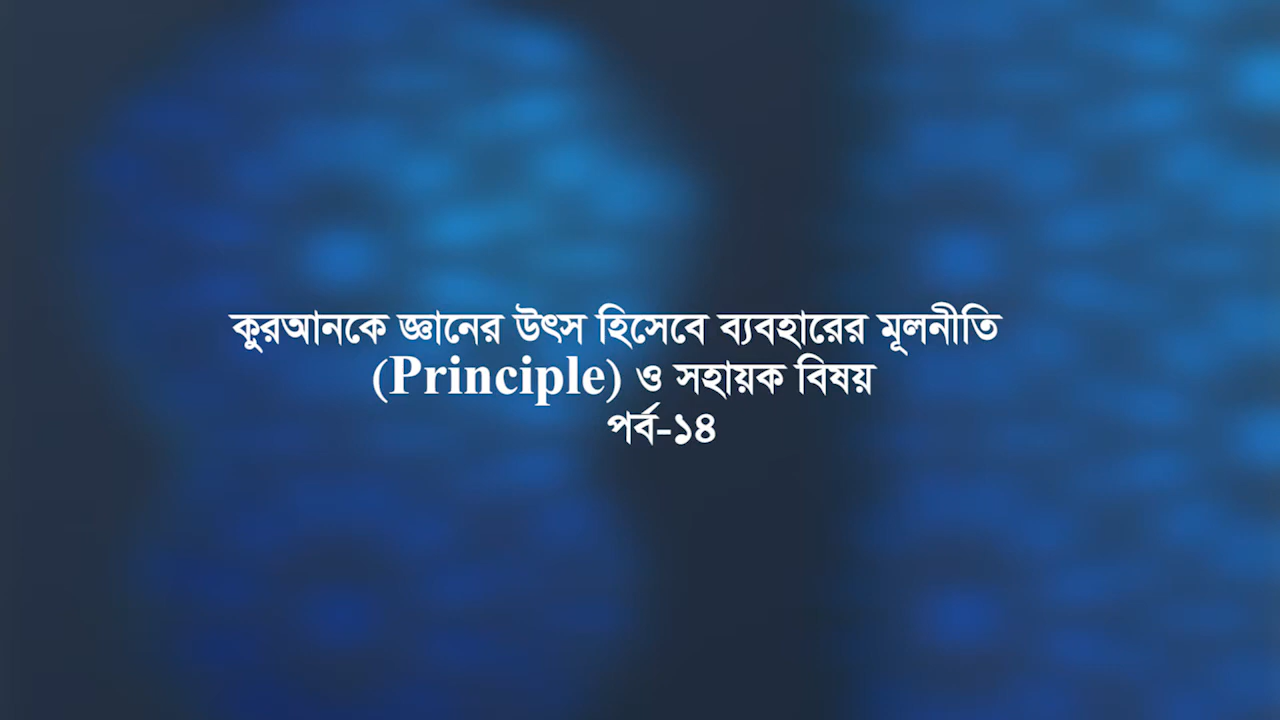 কুরআনকে জ্ঞানের উৎস হিসেবে ব্যবহারের মূলনীতি
(Principle) ও সহায়ক বিষয়
পর্ব-১৪